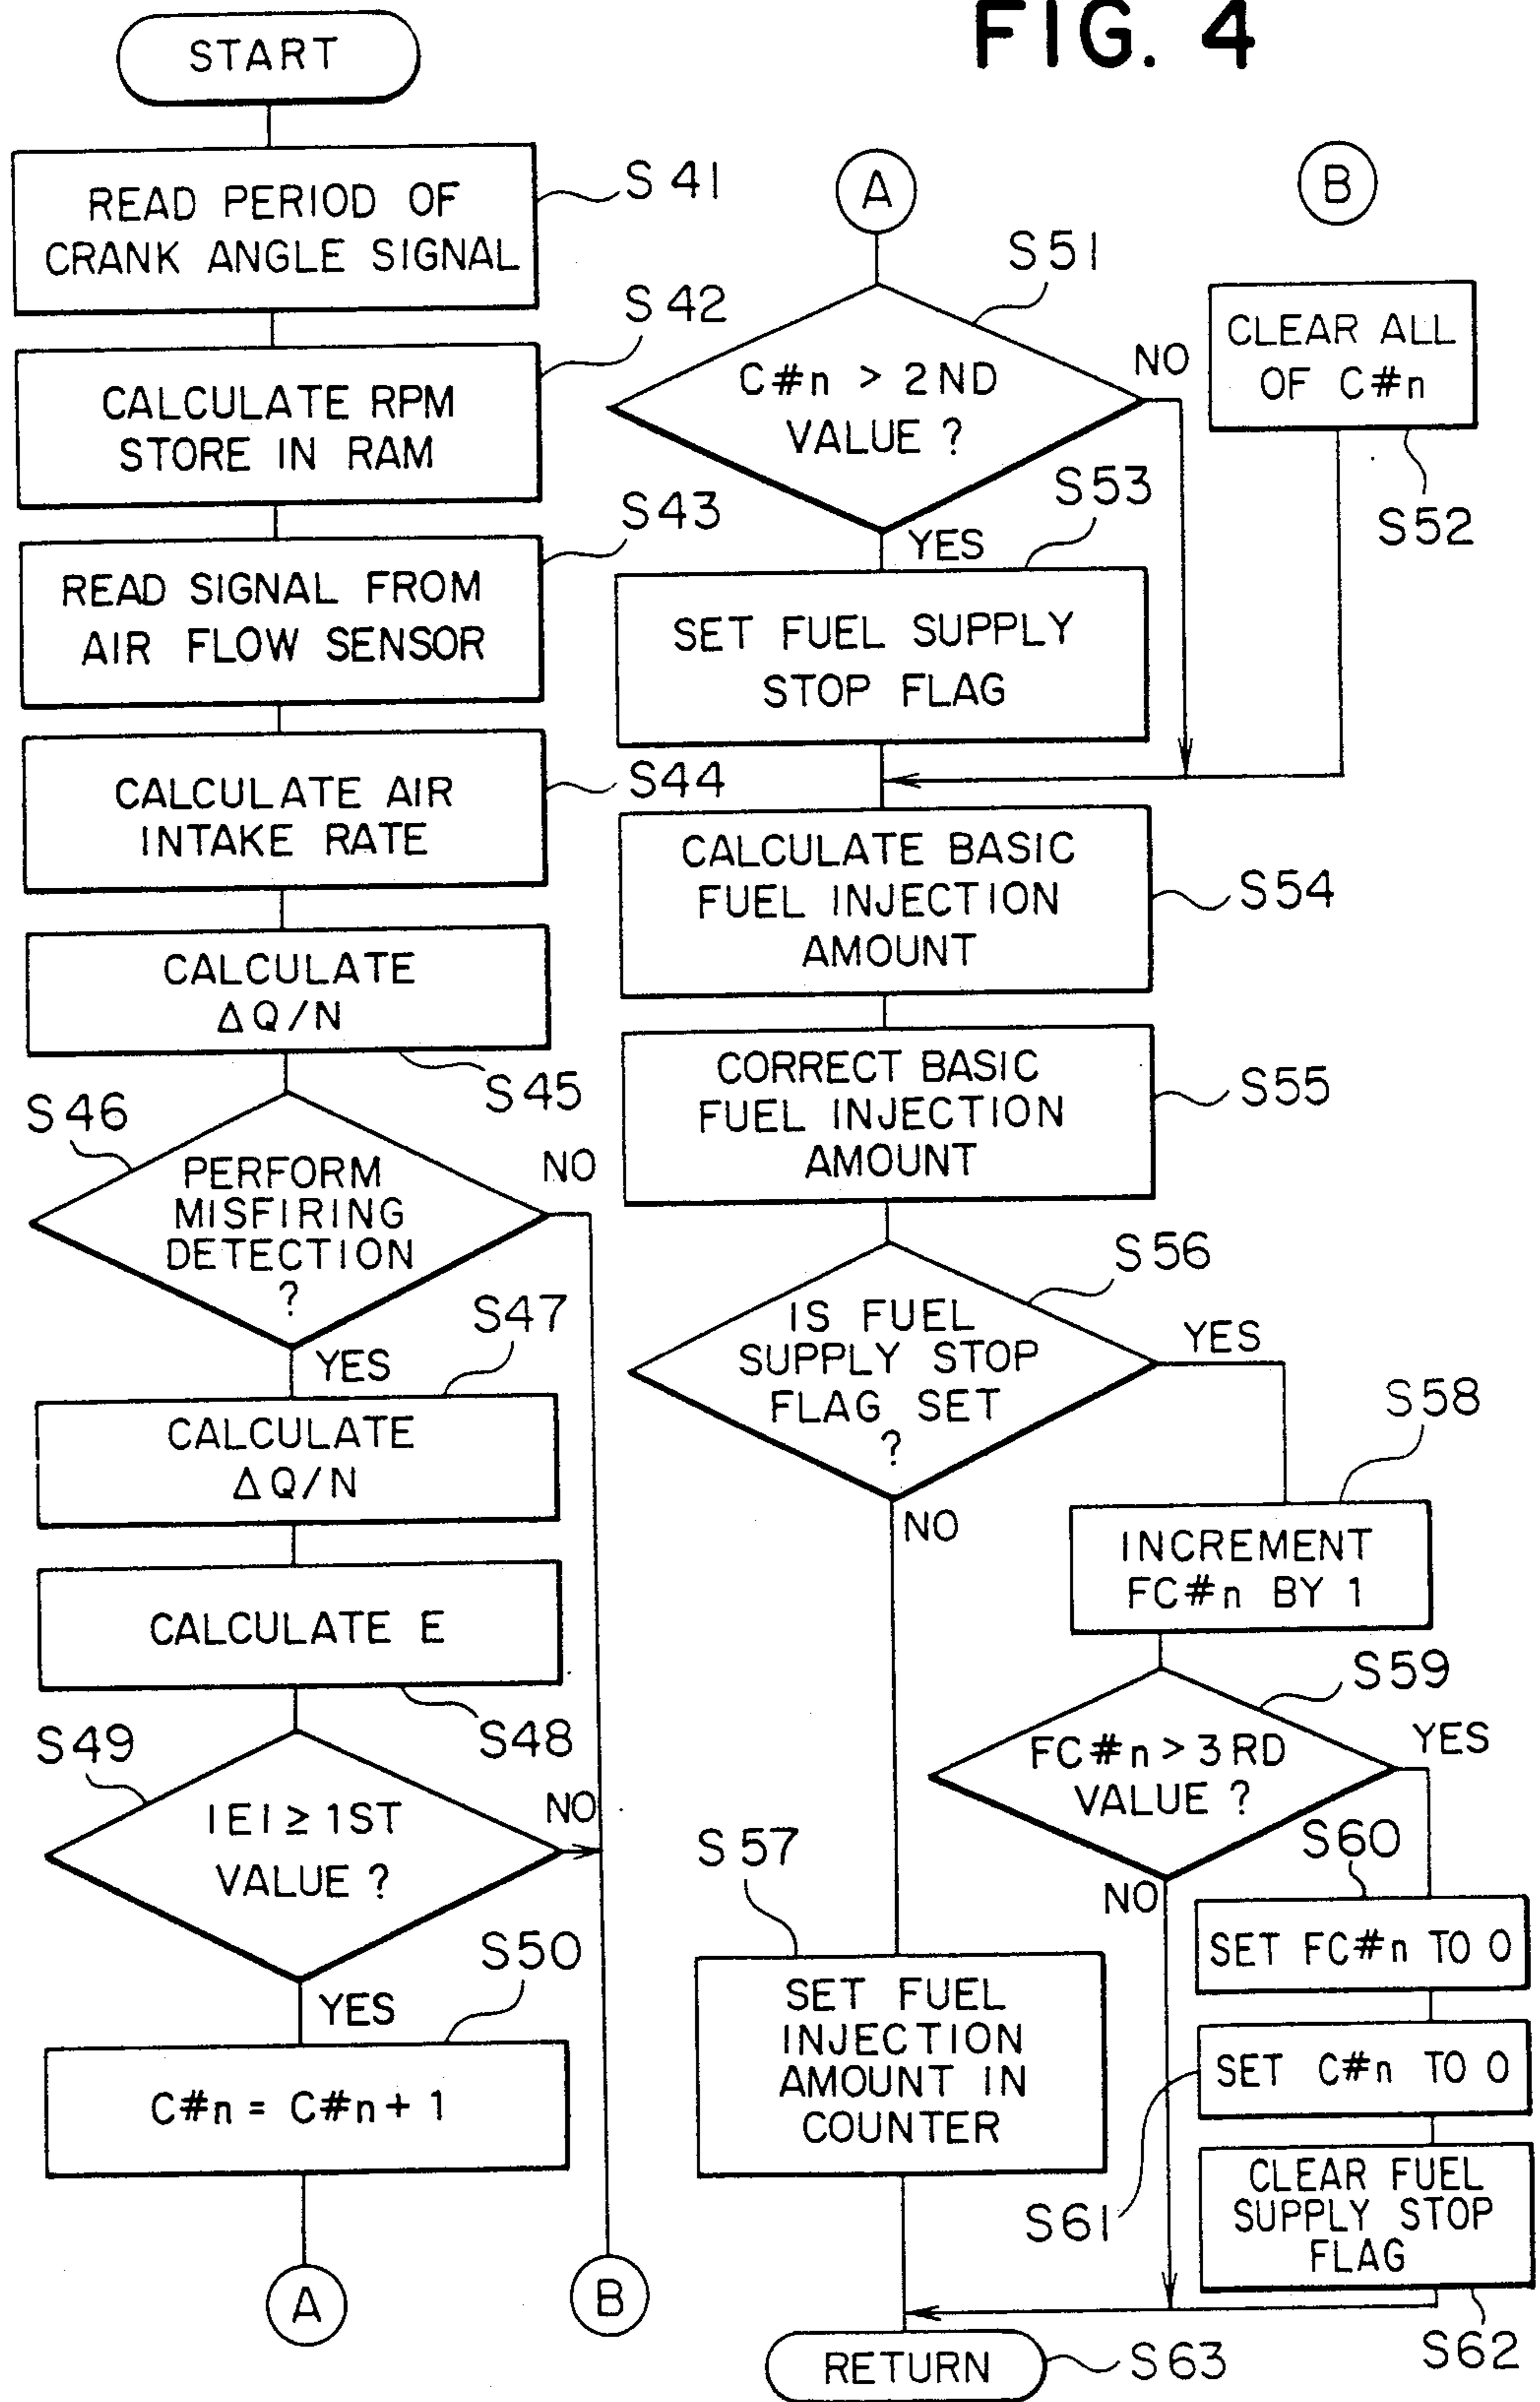 FIG. 4
START
READ PERIOD OF
CRANK ANGLE SIGNAL
S41
CALCULATE RPM
STORE IN RAM
S42
READ SIGNAL FROM
AIR FLOW SENSOR
S43
CALCULATE AIR
INTAKE RATE
S44
CALCULATE
ΔQ/N
S45
S46
PERFORM
MISFIRING
DETECTION
?
NO
YES
S47
CALCULATE
ΔQ/N
CALCULATE E
S48
S49
|E| ≥ 1ST
VALUE ?
NO
YES
S50
C#n = C#n + 1
A
B
A
B
S51
C#n > 2ND
VALUE ?
NO
YES
CLEAR ALL
OF C#n
S52
S53
SET FUEL SUPPLY
STOP FLAG
CALCULATE BASIC
FUEL INJECTION
AMOUNT
S54
CORRECT BASIC
FUEL INJECTION
AMOUNT
S55
S56
IS FUEL
SUPPLY STOP
FLAG SET
?
YES
NO
S58
INCREMENT
FC#n BY 1
S59
FC#n > 3RD
VALUE ?
YES
NO
S57
SET FUEL
INJECTION
AMOUNT IN
COUNTER
S60
SET FC#n TO 0
SET C#n TO 0
S61
CLEAR FUEL
SUPPLY STOP
FLAG
S62
RETURN
S63